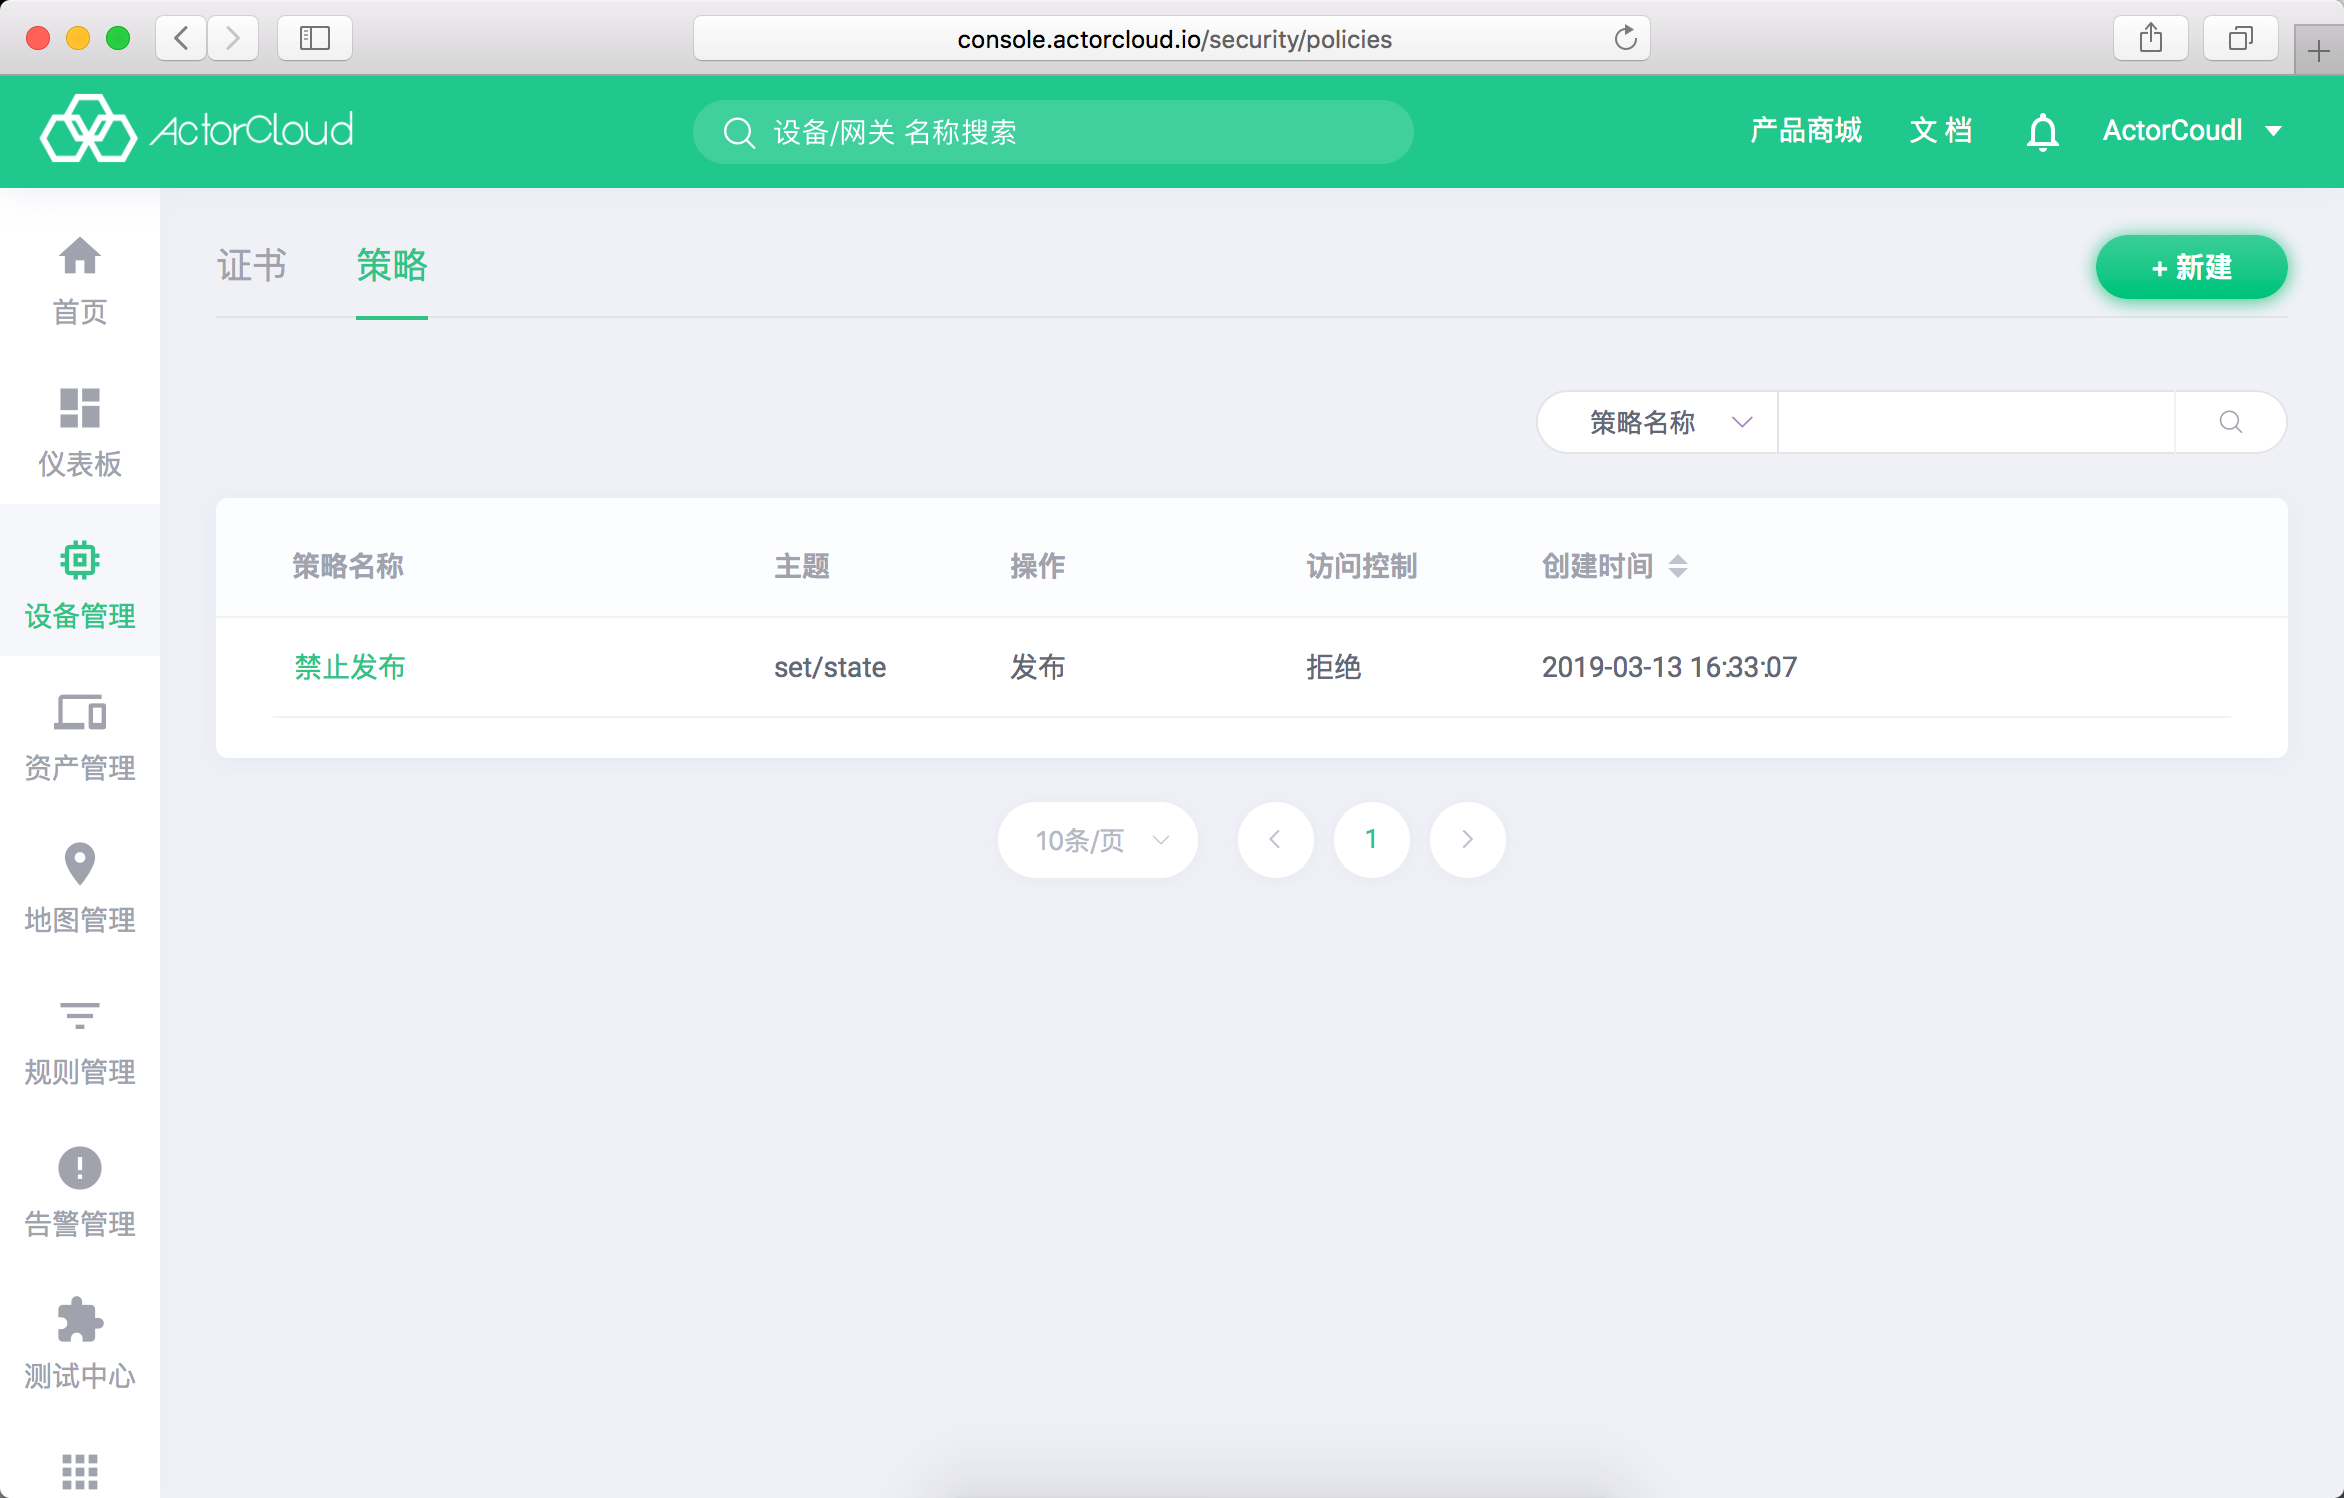 console.actorcloud.io/security/policies
ActorCloud
设备/网关 名称搜索
产品商城
文 档
ActorCoudl
首页
仪表板
设备管理
资产管理
地图管理
规则管理
告警管理
测试中心
证书
策略
+ 新建
策略名称
策略名称 主题 操作 访问控制 创建时间
禁止发布 set/state 发布 拒绝 2019-03-13 16:33:07
10条/页
1